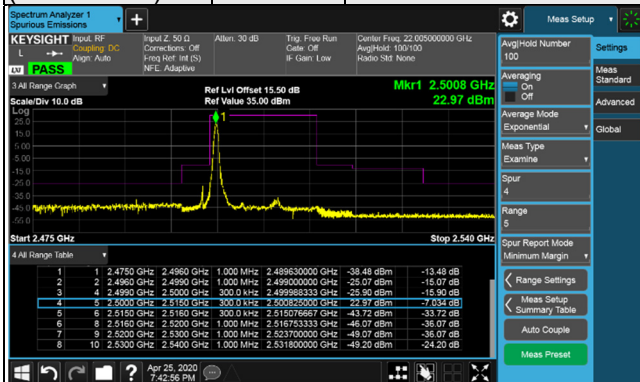 Spectrum Analyzer 1
Spurious Emissions
Meas Setup
KEYSIGHT
Input: RF
Coupling: DC
Align: Auto
Input Z: 50 Ω
Corrections: Off
Freq Ref: Int (S)
NFE: Adaptive
Atten: 30 dB
Trig: Free Run
Gate: Off
IF Gain: Low
Center Freq: 22.005000000 GHz
Avg|Hold: 100/100
Radio Std: None
L
LXI
PASS
3 All Range Graph
Scale/Div 10.0 dB
Ref Lvl Offset 15.50 dB
Ref Value 35.00 dBm
Mkr1 2.5008 GHz
22.97 dBm
Log
25.0
15.0
5.00
-5.00
-15.0
-25.0
-35.0
-45.0
-55.0
1
Start 2.475 GHz
Stop 2.540 GHz
4 All Range Table
1 1 2.4750 GHz 2.4960 GHz 1.000 MHz 2.489630000 GHz -38.48 dBm -13.48 dB
2 2 2.4960 GHz 2.4990 GHz 1.000 MHz 2.499000000 GHz -25.07 dBm -15.07 dB
3 4 2.4990 GHz 2.5000 GHz 300.0 kHz 2.499988333 GHz -25.90 dBm -15.90 dB
4 5 2.5000 GHz 2.5150 GHz 300.0 kHz 2.500825000 GHz 22.97 dBm -7.034 dB
5 6 2.5150 GHz 2.5160 GHz 300.0 kHz 2.515076667 GHz -43.72 dBm -33.72 dB
6 8 2.5160 GHz 2.5200 GHz 1.000 MHz 2.516753333 GHz -46.07 dBm -36.07 dB
7 9 2.5200 GHz 2.5300 GHz 1.000 MHz 2.523700000 GHz -49.07 dBm -36.07 dB
8 10 2.5300 GHz 2.5400 GHz 1.000 MHz 2.531800000 GHz -49.20 dBm -24.20 dB
Avg|Hold Number
100
Averaging
On
Off
Average Mode
Exponential
Meas Type
Examine
Spur
4
Range
5
Spur Report Mode
Minimum Margin
Range Settings
Meas Setup
Summary Table
Auto Couple
Meas Preset
Settings
Meas
Standard
Advanced
Global
Apr 25, 2020
7:42:56 PM